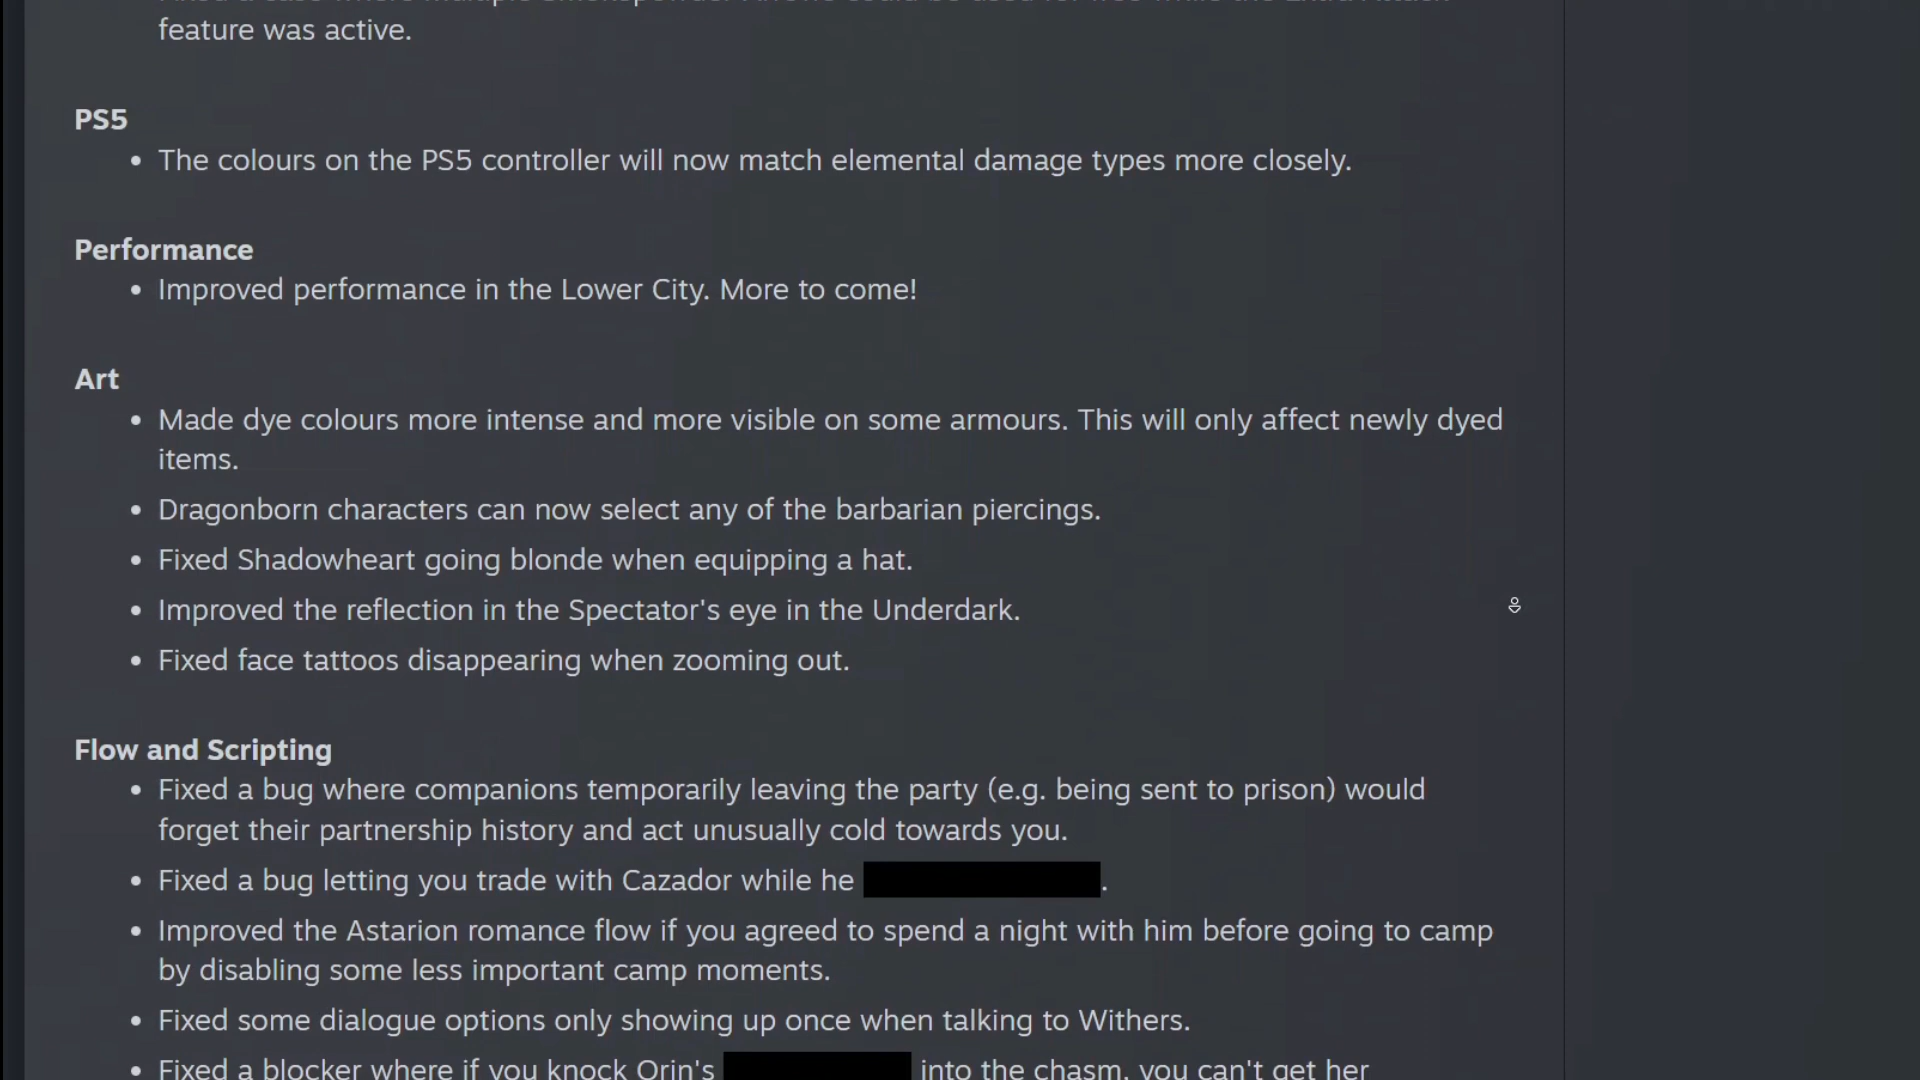 feature was active.
PS5
• The colours on the PS5 controller will now match elemental damage types more closely.
Performance
• Improved performance in the Lower City. More to come!
Art
• Made dye colours more intense and more visible on some armours. This will only affect newly dyed
items.
• Dragonborn characters can now select any of the barbarian piercings.
• Fixed Shadowheart going blonde when equipping a hat.
• Improved the reflection in the Spectator's eye in the Underdark.
• Fixed face tattoos disappearing when zooming out.
Flow and Scripting
• Fixed a bug where companions temporarily leaving the party (e.g. being sent to prison) would
forget their partnership history and act unusually cold towards you.
• Fixed a bug letting you trade with Cazador while he .
• Improved the Astarion romance flow if you agreed to spend a night with him before going to camp
by disabling some less important camp moments.
• Fixed some dialogue options only showing up once when talking to Withers.
• Fixed a blocker where if you knock Orin's into the chasm, you can't get her